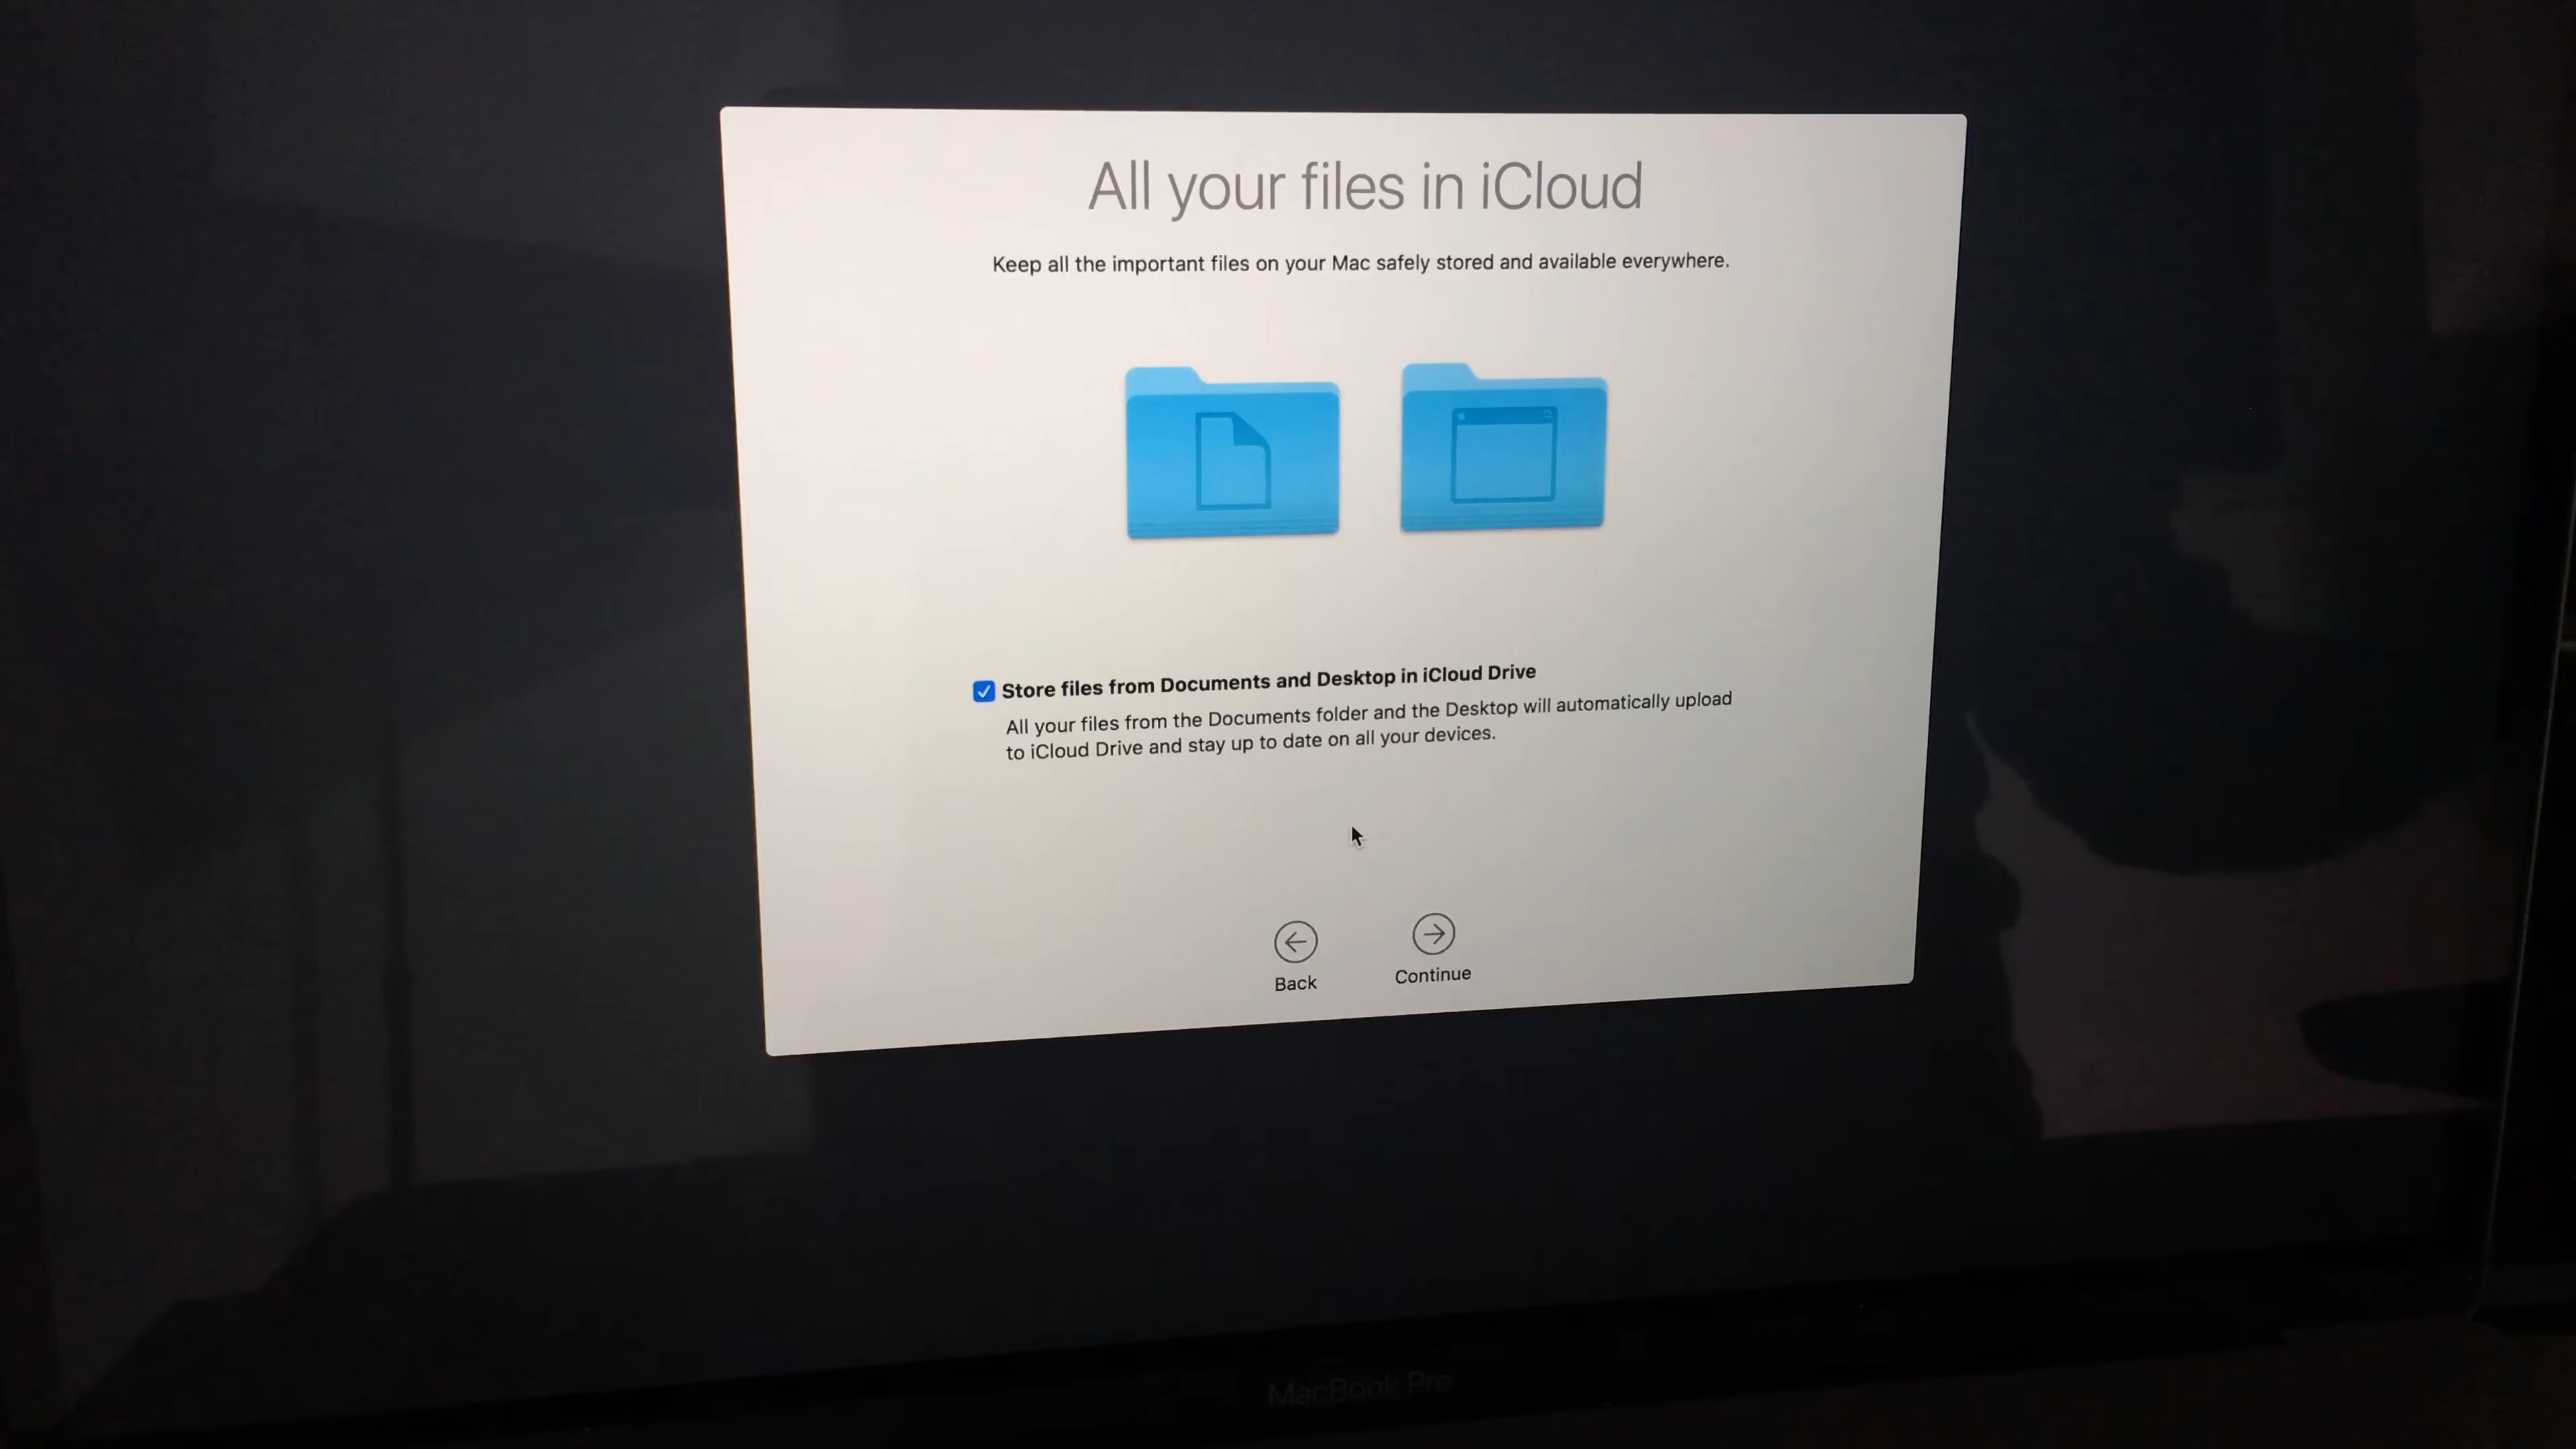 All your files in iCloud
Keep all the important files on your Mac safely stored and available everywhere.
Store files from Documents and Desktop in iCloud Drive
All your files from the Documents folder and the Desktop will automatically upload
to iCloud Drive and stay up to date on all your devices.
Back
Continue
MacBook Pro